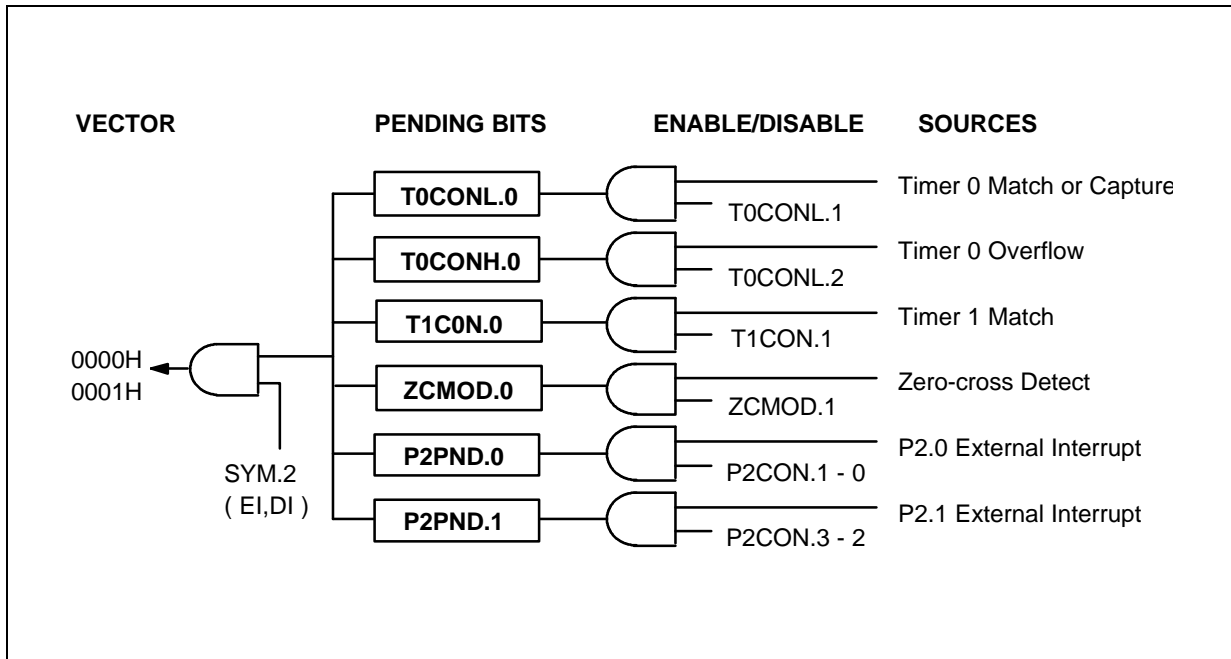 VECTOR PENDING BITS ENABLE/DISABLE SOURCES
T0CONL.0 T0CONL.1 Timer 0 Match or Capture
T0CONH.0 T0CONL.2 Timer 0 Overflow
T1C0N.0 T1CON.1 Timer 1 Match
0000H
0001H
ZCMOD.0 ZCMOD.1 Zero-cross Detect
SYM.2
( EI,DI )
P2PND.0 P2CON.1 - 0 P2.0 External Interrupt
P2PND.1 P2CON.3 - 2 P2.1 External Interrupt